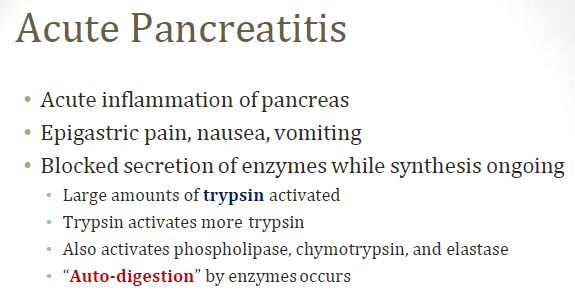 Acute Pancreatitis
• Acute inflammation of pancreas
• Epigastric pain, nausea, vomiting
• Blocked secretion of enzymes while synthesis ongoing
• Large amounts of trypsin activated
• Trypsin activates more trypsin
• Also activates phospholipase, chymotrypsin, and elastase
• “Auto-digestion” by enzymes occurs